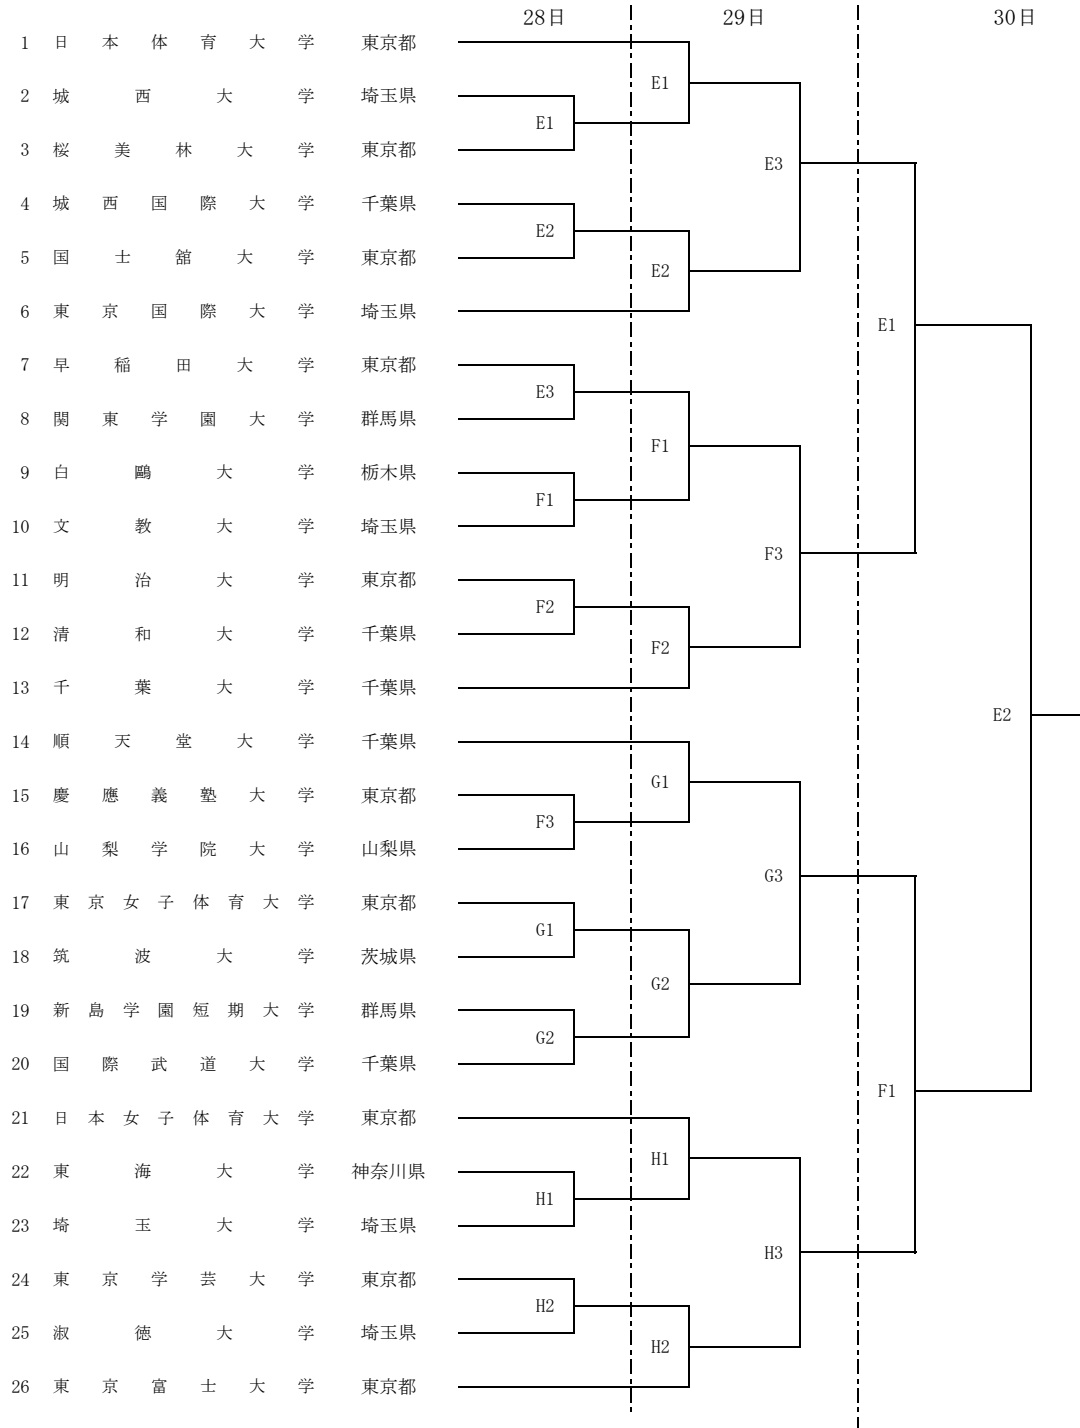 28日 29日 30日
1 日本体育大学 東京都
E1
2 城西大学 埼玉県
E1
3 桜美林大学 東京都
E3
4 城西国際大学 千葉県
E2
5 国士舘大学 東京都
E2
6 東京国際大学 埼玉県
E1
7 早稲田大学 東京都
E3
8 関東学園大学 群馬県
F1
9 白鷗大学 栃木県
F1
10 文教大学 埼玉県
F3
11 明治大学 東京都
F2
12 清和大学 千葉県
F2
13 千葉大学 千葉県
E2
14 順天堂大学 千葉県
G1
15 慶應義塾大学 東京都
F3
16 山梨学院大学 山梨県
G3
17 東京女子体育大学 東京都
G1
18 筑波大学 茨城県
G2
19 新島学園短期大学 群馬県
G2
20 国際武道大学 千葉県
F1
21 日本女子体育大学 東京都
H1
22 東海大学 神奈川県
H1
23 埼玉大学 埼玉県
H3
24 東京学芸大学 東京都
H2
25 淑徳大学 埼玉県
H2
26 東京富士大学 東京都